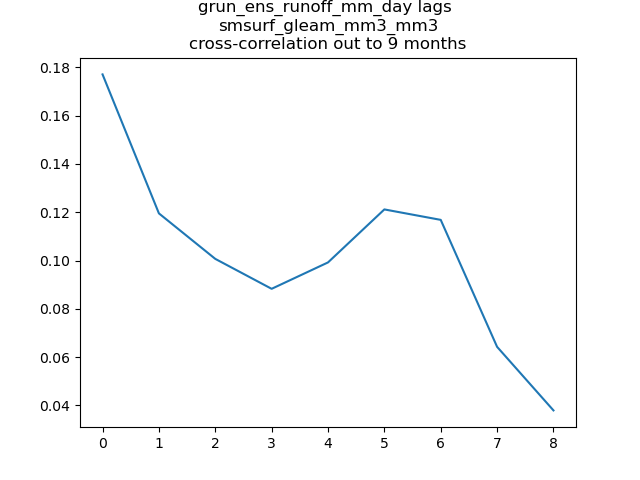 grun_ens_runoff_mm_day lags
smsurf_gleam_mm3_mm3
cross-correlation out to 9 months
0.18
0.16
0.14
0.12
0.10
0.08
0.06
0.04
0 1 2 3 4 5 6 7 8